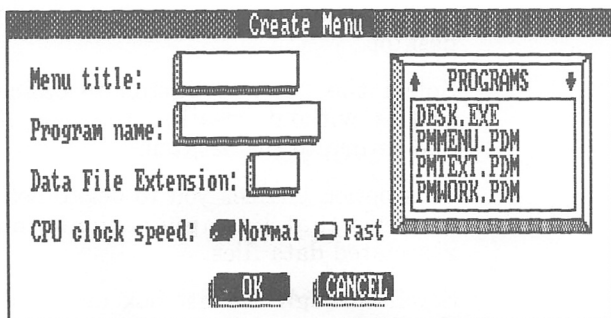 Create Menu
Menu title:
Program name:
Data File Extension:
CPU clock speed: Normal Fast
OK CANCEL
PROGRAMS
DESK.EXE
PMMENU.PDM
PMTEXT.PDM
PMWORK.PDM